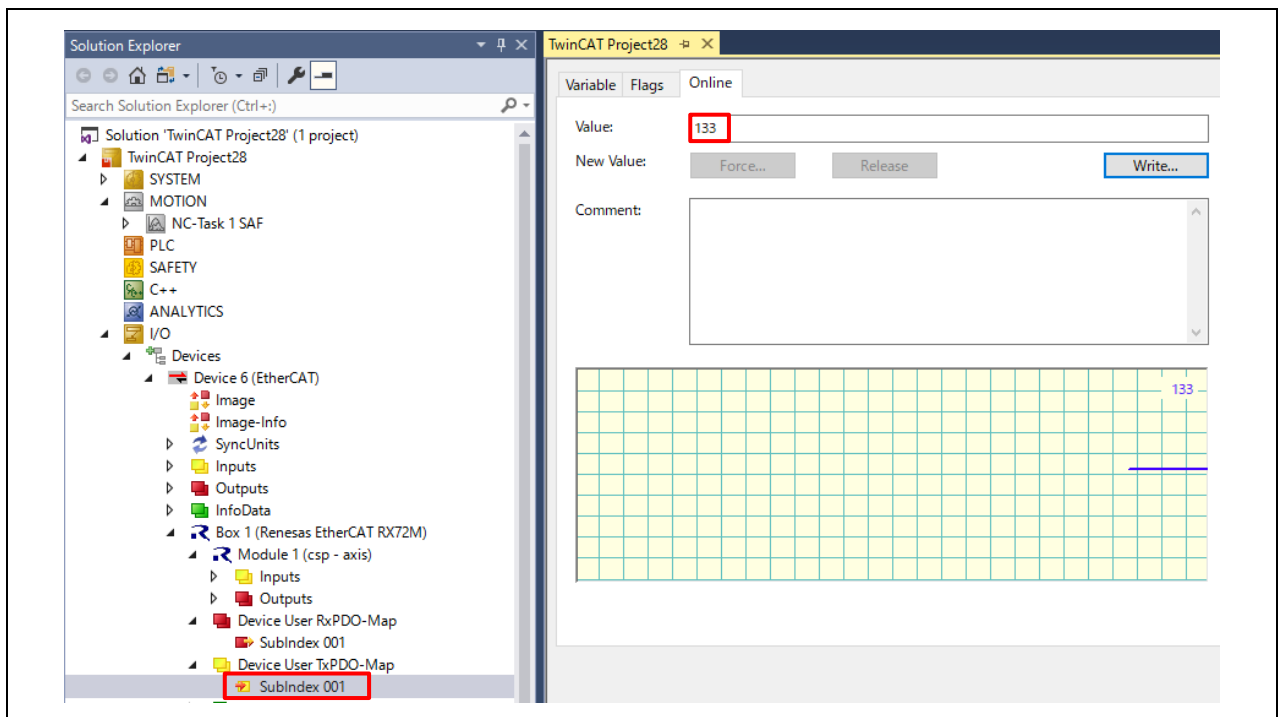 Solution Explorer
Search Solution Explorer (Ctrl+:)
Solution 'TwinCAT Project28' (1 project)
TwinCAT Project28
SYSTEM
MOTION
NC-Task 1 SAF
PLC
SAFETY
C++
ANALYTICS
I/O
Devices
Device 6 (EtherCAT)
Image
Image-Info
SyncUnits
Inputs
Outputs
InfoData
Box 1 (Renesas EtherCAT RX72M)
Module 1 (csp - axis)
Inputs
Outputs
Device User RxPDO-Map
SubIndex 001
Device User TxPDO-Map
SubIndex 001
TwinCAT Project28
Variable Flags Online
Value: 133
New Value: Force... Release Write...
Comment:
133